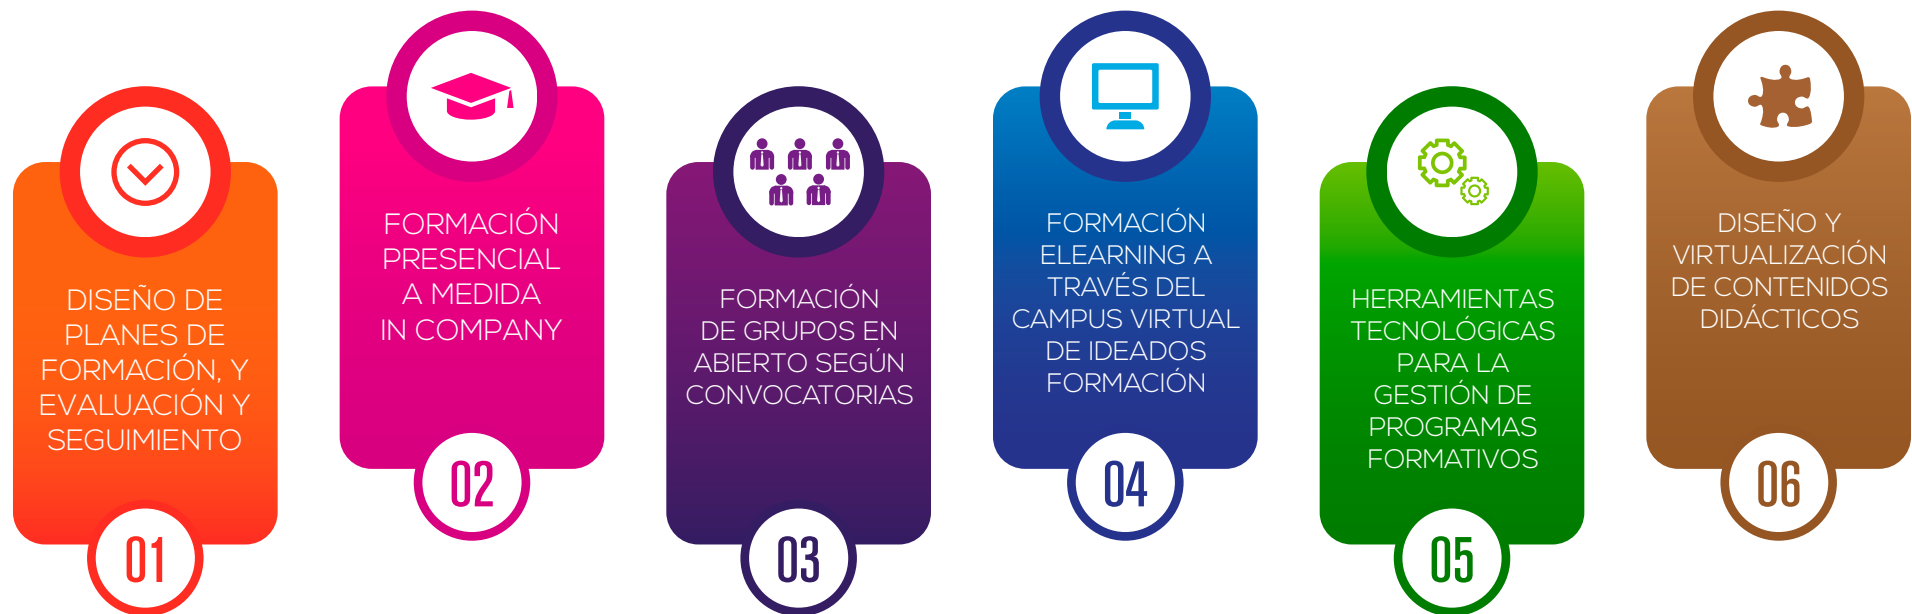 DISEÑO DE
PLANES DE
FORMACIÓN, Y
EVALUACIÓN Y
SEGUIMIENTO
01
FORMACIÓN
PRESENCIAL
A MEDIDA
IN COMPANY
02
FORMACIÓN
DE GRUPOS EN
ABIERTO SEGÚN
CONVOCATORIAS
03
FORMACIÓN
ELEARNING A
TRAVÉS DEL
CAMPUS VIRTUAL
DE IDEADOS
FORMACIÓN
04
HERRAMIENTAS
TECNOLÓGICAS
PARA LA
GESTIÓN DE
PROGRAMAS
FORMATIVOS
05
DISEÑO Y
VIRTUALIZACIÓN
DE CONTENIDOS
DIDÁCTICOS
06